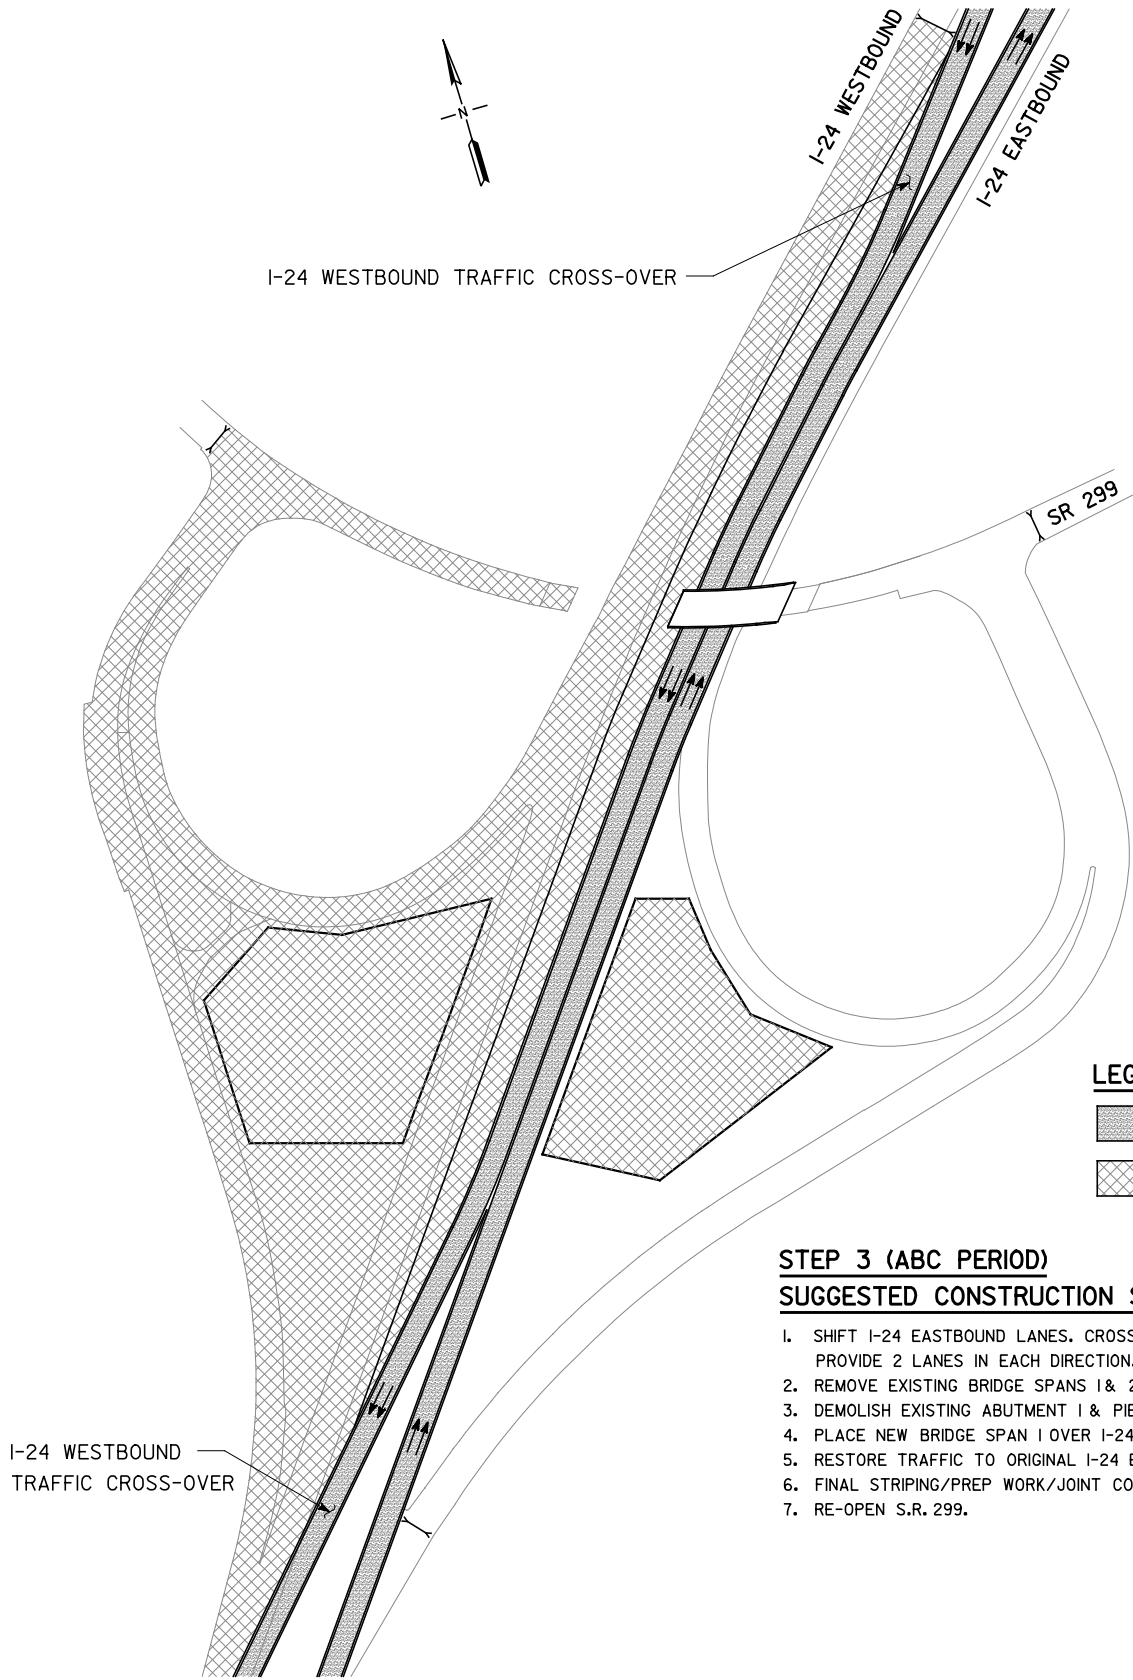 I-24 WESTBOUND
I-24 EASTBOUND
N
I-24 WESTBOUND TRAFFIC CROSS-OVER
SR 299
STEP 3 (ABC PERIOD)
SUGGESTED CONSTRUCTION
1. SHIFT I-24 EASTBOUND LANES. CROSS
PROVIDE 2 LANES IN EACH DIRECTION.
2. REMOVE EXISTING BRIDGE SPANS 1 & 2
3. DEMOLISH EXISTING ABUTMENT 1 &
4. PLACE NEW BRIDGE SPAN 1 OVER I-24
5. RESTORE TRAFFIC TO ORIGINAL I-24
6. FINAL STRIPING/PREP WORK/JOINT
7. RE-OPEN S.R. 299.
I-24 WESTBOUND
TRAFFIC CROSS-OVER